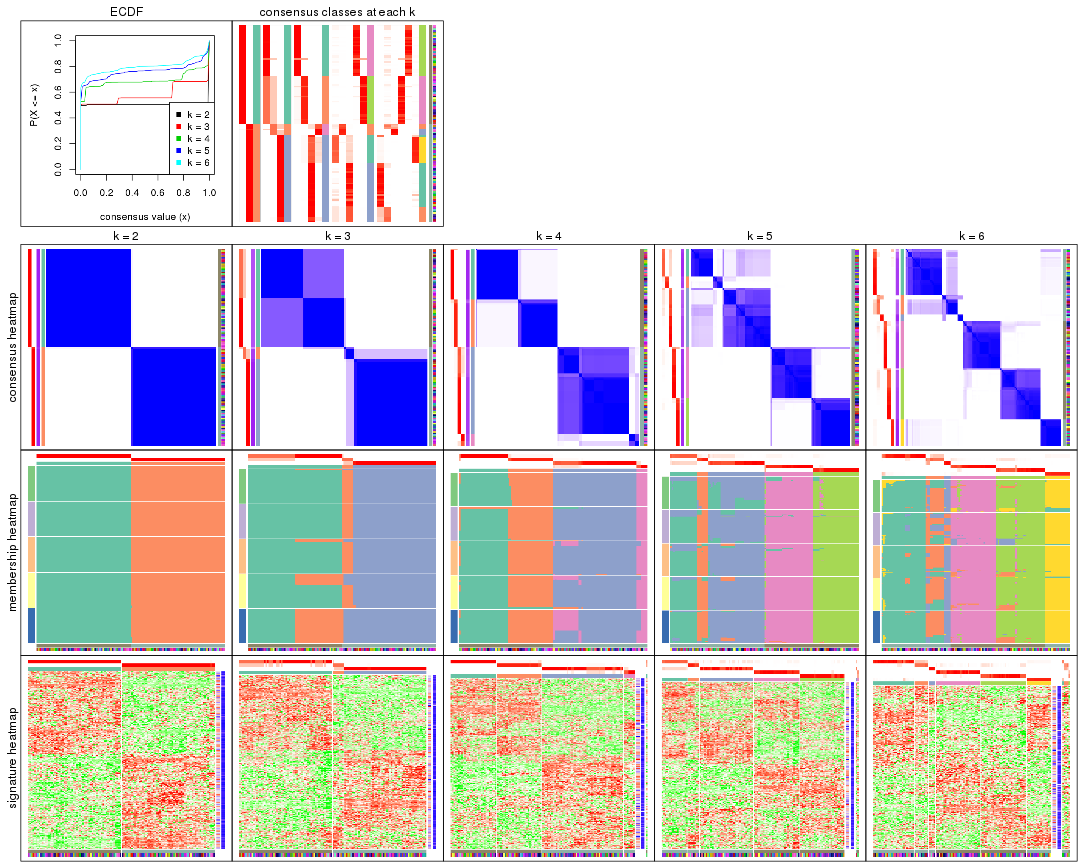 ECDF
consensus classes at each k
P(X <= x)
0.0 0.2 0.4 0.6 0.8 1.0
k = 2
k = 3
k = 4
k = 5
k = 6
0.0 0.2 0.4 0.6 0.8 1.0
consensus value (x)
k = 2
k = 3
k = 4
k = 5
k = 6
consensus heatmap
membership heatmap
signature heatmap